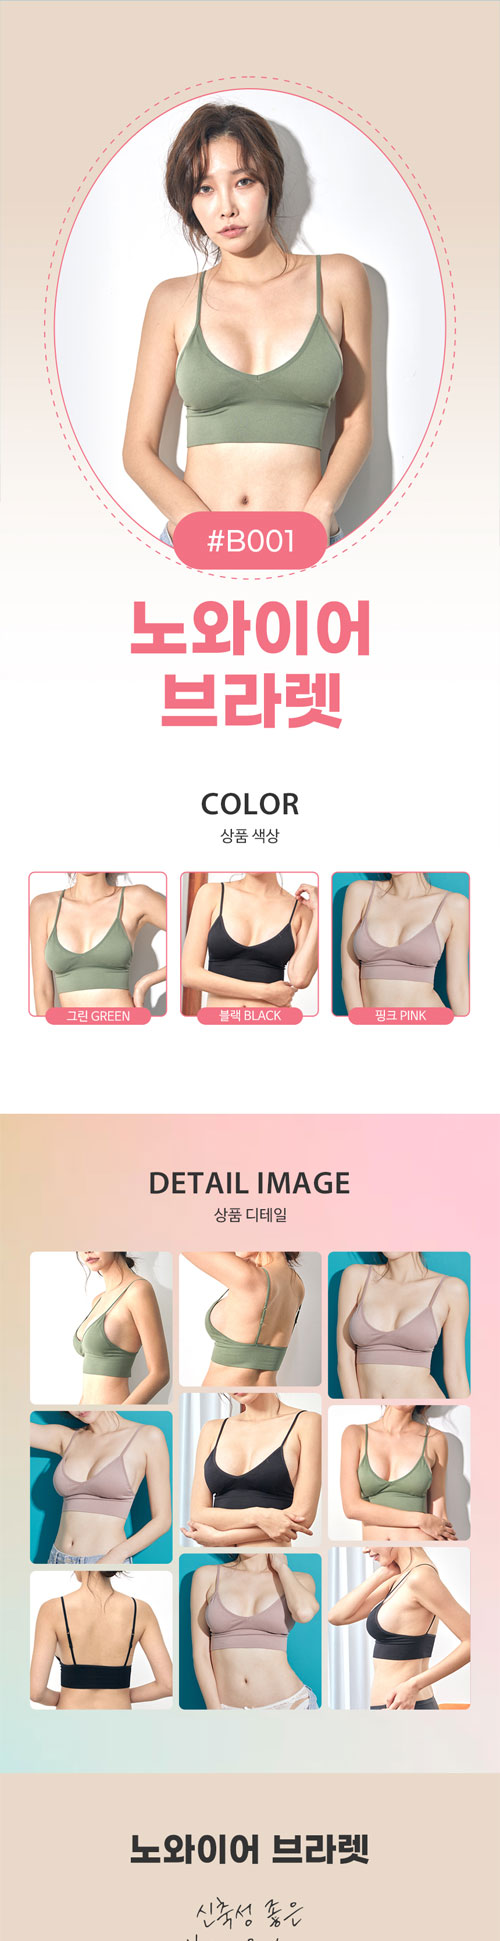 #B001
노와이어
브라렛
COLOR
상품 색상
그린 GREEN
블랙 BLACK
핑크 PINK
DETAIL IMAGE
상품 디테일
노와이어 브라렛
신축성 좋은